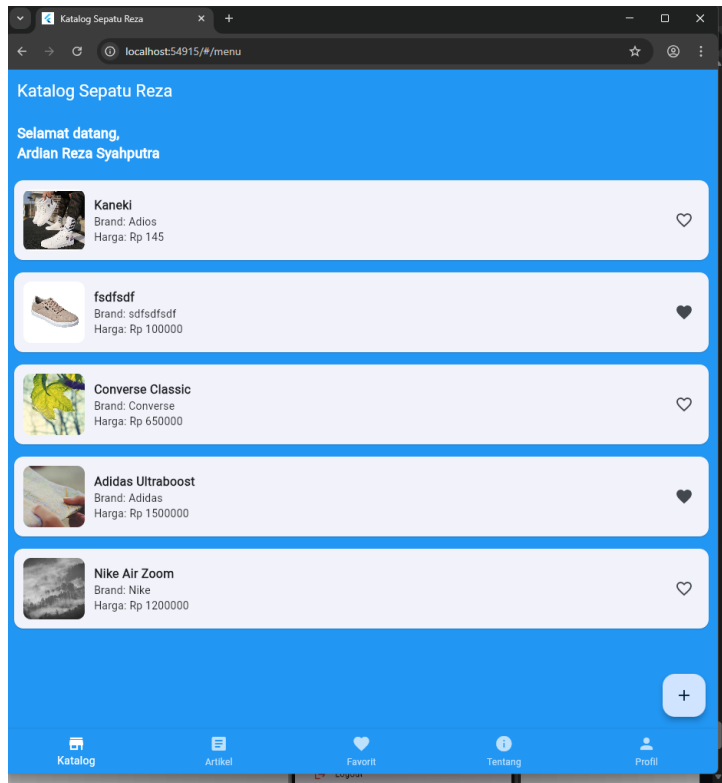 Katalog Sepatu Reza
localhost:54915/#/menu
Katalog Sepatu Reza
Selamat datang,
Ardian Reza Syahputra
Kaneki
Brand: Adios
Harga: Rp 145
fsdfsdf
Brand: sdfsdfsdf
Harga: Rp 100000
Converse Classic
Brand: Converse
Harga: Rp 650000
Adidas Ultraboost
Brand: Adidas
Harga: Rp 1500000
Nike Air Zoom
Brand: Nike
Harga: Rp 1200000
Katalog
Artikel
Favorit
Tentang
Profil
Logout